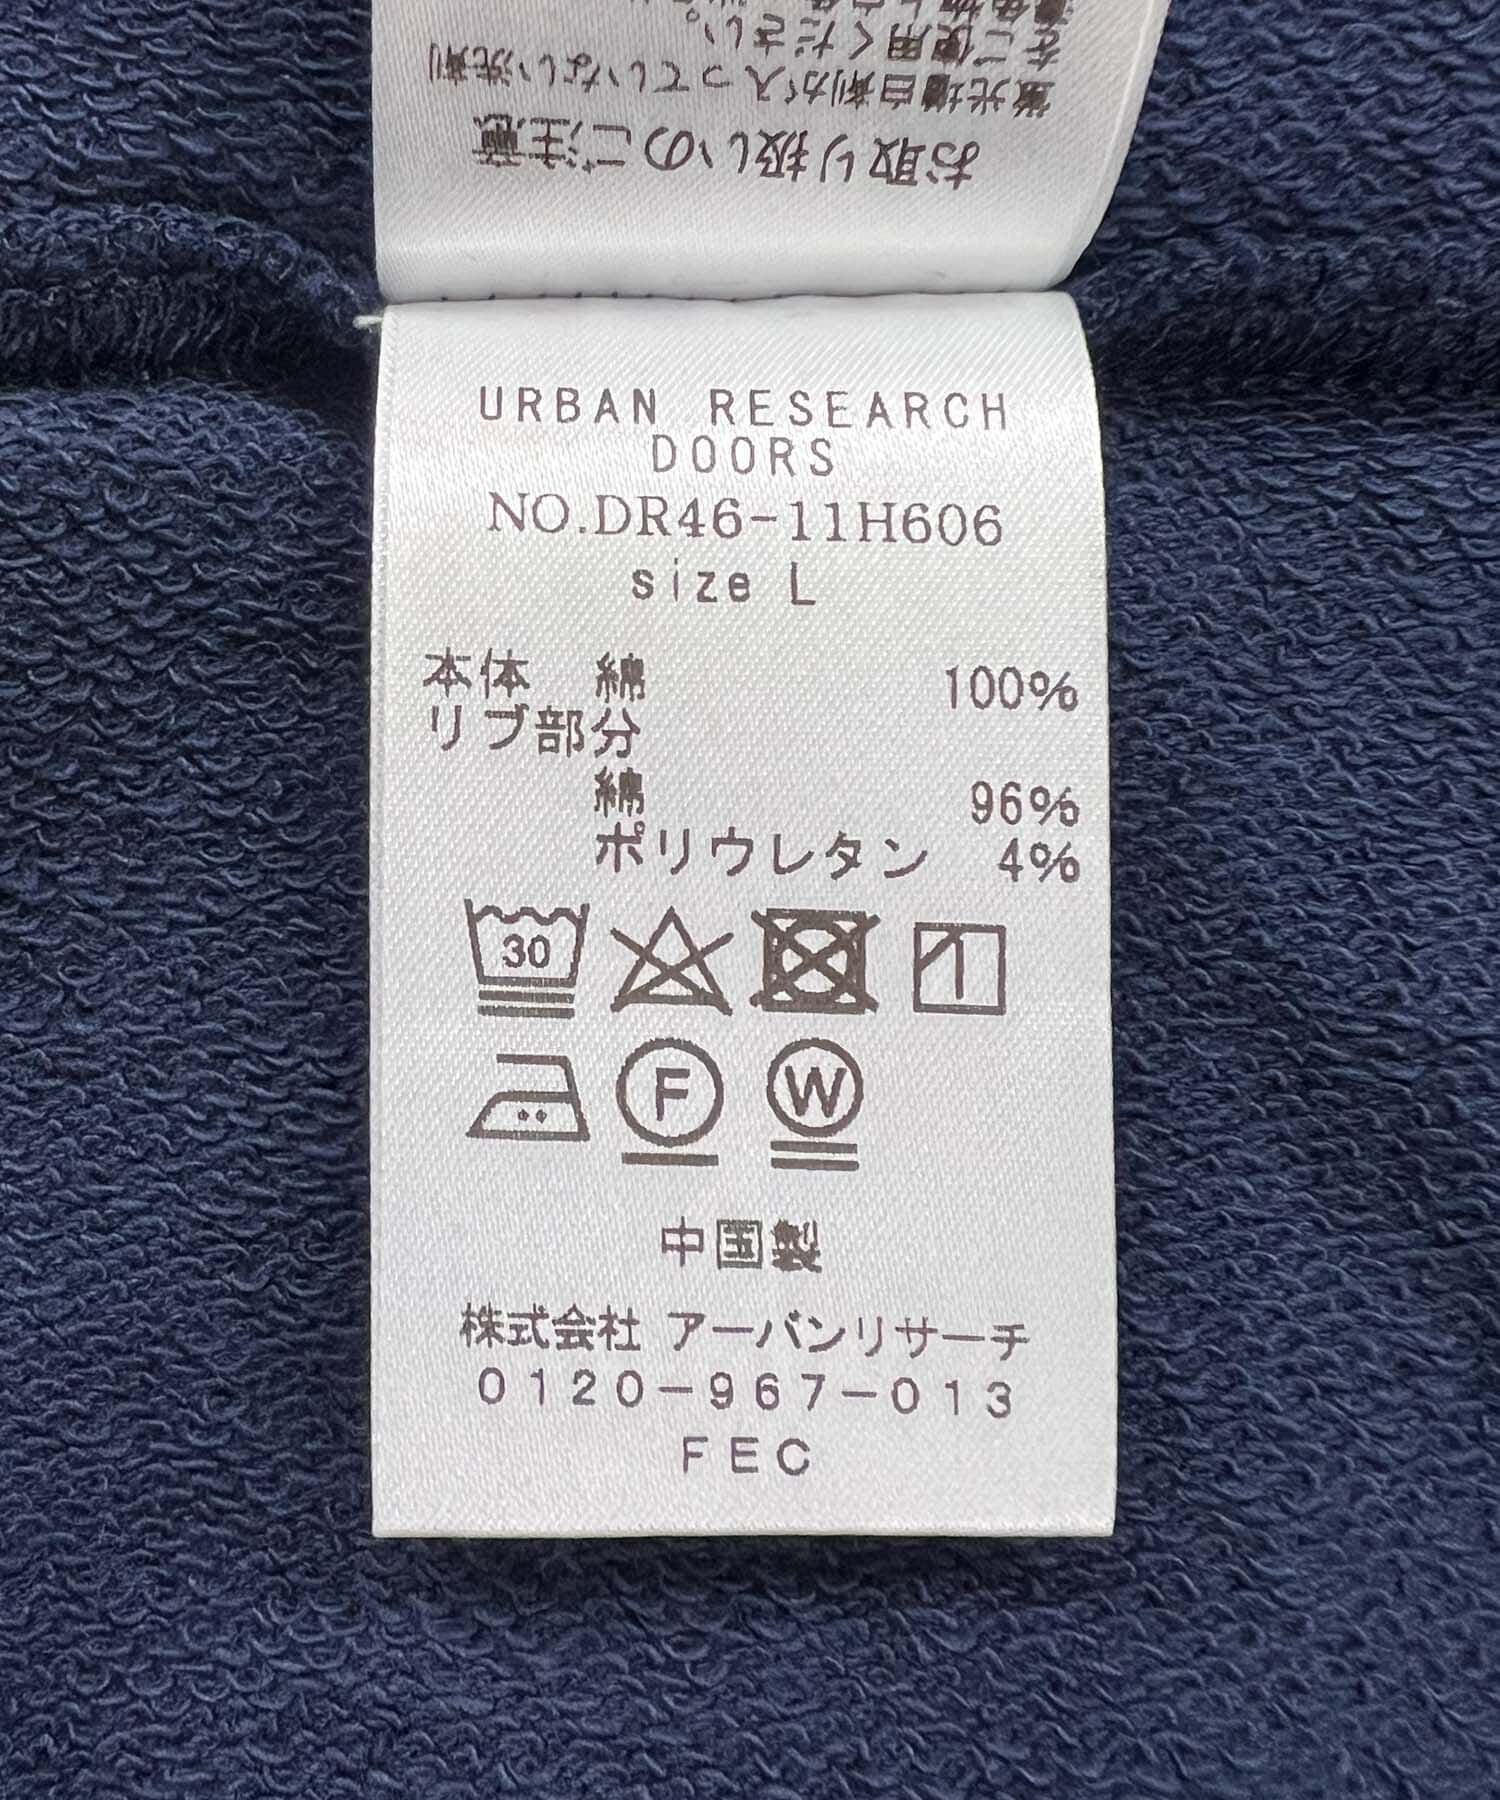 お取り扱いのご注意
蛍光増白剤が入っていない洗剤
をご使用ください。
URBAN RESEARCH
DOORS
NO.DR46-11H606
size L
本体 綿 100%
リブ部分
綿 96%
ポリウレタン 4%
30
F
W
中国製
株式会社 アーバンリサーチ
0120-967-013
FEC